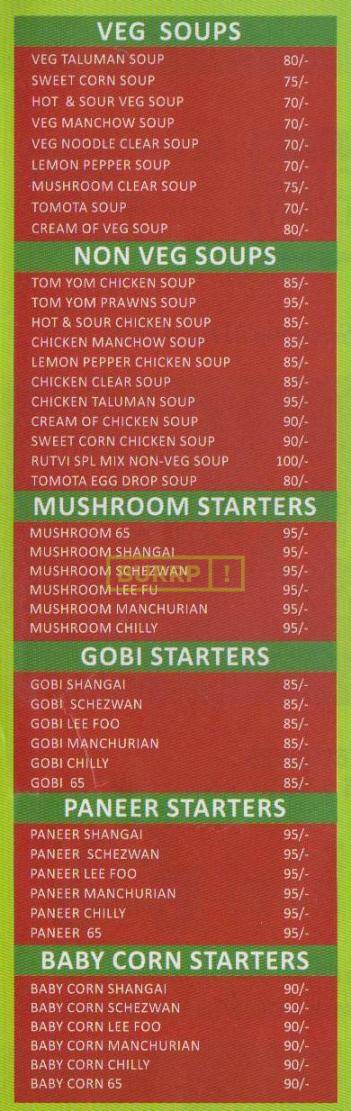 VEG SOUPS
VEG TALUMAN SOUP 80/-
SWEET CORN SOUP 75/-
HOT & SOUR VEG SOUP 70/-
VEG MANCHOW SOUP 70/-
VEG NOODLE CLEAR SOUP 70/-
LEMON PEPPER SOUP 70/-
MUSHROOM CLEAR SOUP 75/-
TOMOTA SOUP 70/-
CREAM OF VEG SOUP 80/-
NON VEG SOUPS
TOM YOM CHICKEN SOUP 85/-
TOM YOM PRAWNS SOUP 95/-
HOT & SOUR CHICKEN SOUP 85/-
CHICKEN MANCHOW SOUP 85/-
LEMON PEPPER CHICKEN SOUP 85/-
CHICKEN CLEAR SOUP 85/-
CHICKEN TALUMAN SOUP 95/-
CREAM OF CHICKEN SOUP 90/-
SWEET CORN CHICKEN SOUP 90/-
RUTVI SPL MIX NON-VEG SOUP 100/-
TOMOTA EGG DROP SOUP 80/-
MUSHROOM STARTERS
MUSHROOM 65 95/-
MUSHROOM SHANGAI 95/-
MUSHROOM SCHEZWAN 95/-
BURRP !
MUSHROOM LEE FU 95/-
MUSHROOM MANCHURIAN 95/-
MUSHROOM CHILLY 95/-
GOBI STARTERS
GOBI SHANGAI 85/-
GOBI SCHEZWAN 85/-
GOBI LEE FOO 85/-
GOBI MANCHURIAN 85/-
GOBI CHILLY 85/-
GOBI 65 85/-
PANEER STARTERS
PANEER SHANGAI 95/-
PANEER SCHEZWAN 95/-
PANEER LEE FOO 95/-
PANEER MANCHURIAN 95/-
PANEER CHILLY 95/-
PANEER 65 95/-
BABY CORN STARTERS
BABY CORN SHANGAI 90/-
BABY CORN SCHEZWAN 90/-
BABY CORN LEE FOO 90/-
BABY CORN MANCHURIAN 90/-
BABY CORN CHILLY 90/-
BABY CORN 65 90/-